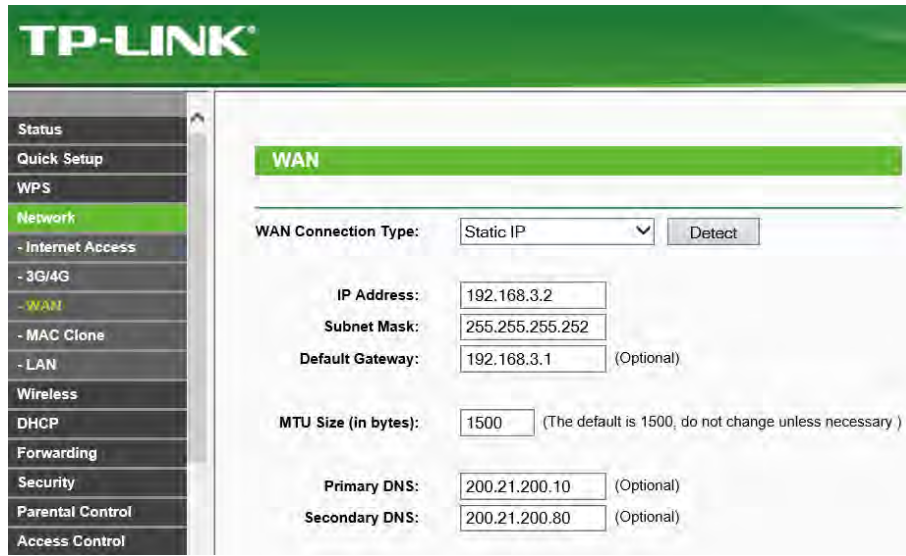 TP-LINK®
Status
Quick Setup
WPS
Network
- Internet Access
- 3G/4G
- WAN
- MAC Clone
- LAN
Wireless
DHCP
Forwarding
Security
Parental Control
Access Control
WAN
WAN Connection Type: Static IP Detect
IP Address: 192.168.3.2
Subnet Mask: 255.255.255.252
Default Gateway: 192.168.3.1 (Optional)
MTU Size (in bytes): 1500 (The default is 1500, do not change unless necessary.)
Primary DNS: 200.21.200.10 (Optional)
Secondary DNS: 200.21.200.80 (Optional)